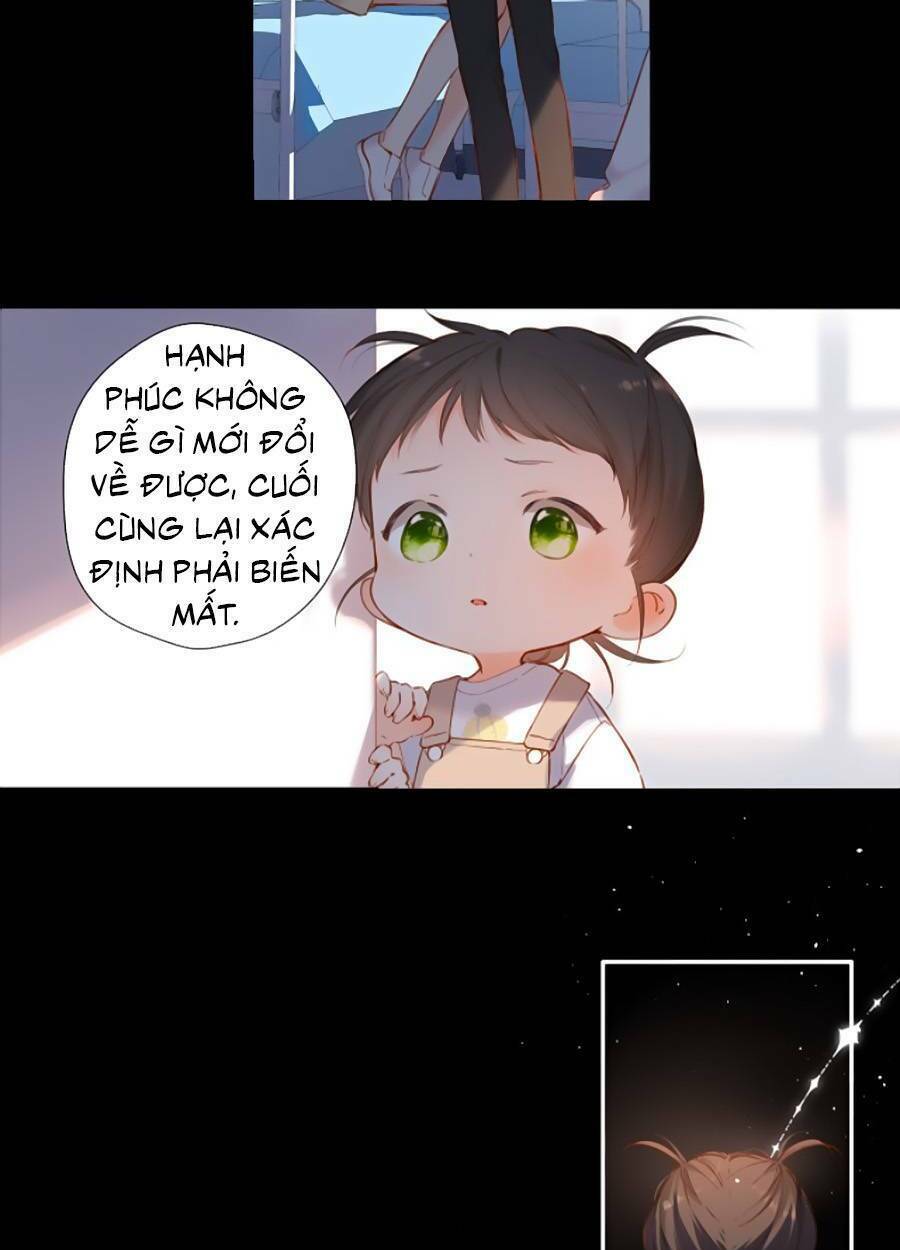 HẠNH
PHÚC KHÔNG
DỄ GÌ MỚI ĐỔI
VỀ ĐƯỢC, CUỐI
CÙNG LẠI XÁC
ĐỊNH PHẢI BIẾN
MẤT.